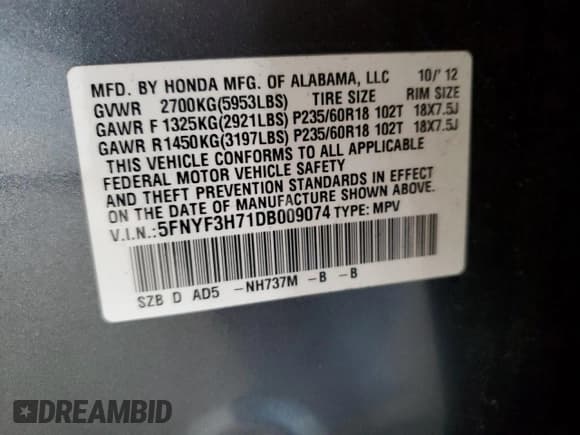 MFD. BY HONDA MFG. OF ALABAMA, LLC 10/'12
GVWR 2700KG(5953LBS) TIRE SIZE RIM SIZE
GAWR F 1325KG(2921LBS) P235/60R18 102T 18X7.5J
GAWR R 1450KG(3197LBS) P235/60R18 102T 18X7.5J
THIS VEHICLE CONFORMS TO ALL APPLICABLE
FEDERAL MOTOR VEHICLE SAFETY
AND THEFT PREVENTION STANDARDS IN EFFECT
ON THE DATE OF MANUFACTURE SHOWN ABOVE.
V.I.N.:5FNYF3H71DB009074 TYPE: MPV
SZB D AD5 -NH737M -B -B
DREAMBID